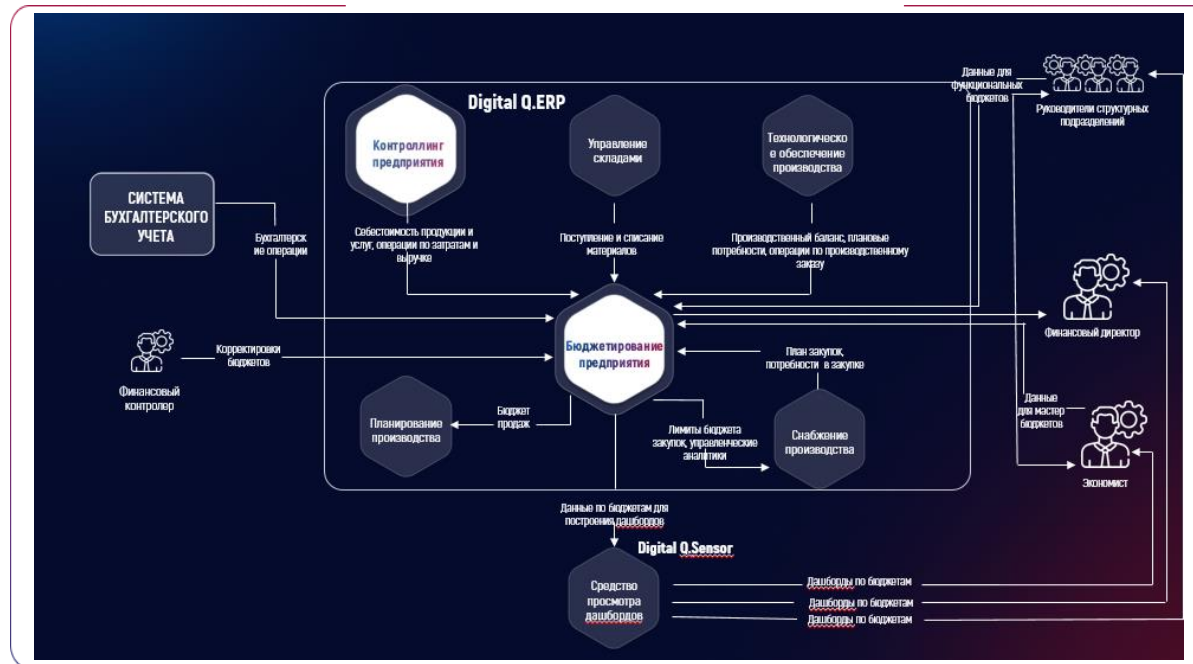 Digital Q.ERP
Контроллинг
предприятия
Управление
складами
Технологическо
е обеспечение
производства
Данные для
функциональных
бюджетов
Руководители структурных
подразделений
СИСТЕМА
БУХГАЛТЕРСКОГО
УЧЕТА
Бухгалтерск
ие операции
Себестоимость продукции и
услуг, операции по затратам и
выручке
Поступление и списание
материалов
Производственный баланс, плановые
потребности, операции по производственному
заказу
Финансовый директор
Бюджетирование
предприятия
Корректировки
бюджетов
Финансовый
контролер
План закупок,
потребности в закупке
Планирование
производства
Бюджет
продаж
Лимиты бюджета
закупок, управленческие
аналитики
Снабжение
производства
Данные
для мастер
бюджетов
Экономист
Данные по бюджетам для
построения дашбордов
Digital Q.Sensor
Средство
просмотра
дашбордов
Дашборды по бюджетам
Дашборды по бюджетам
Дашборды по бюджетам